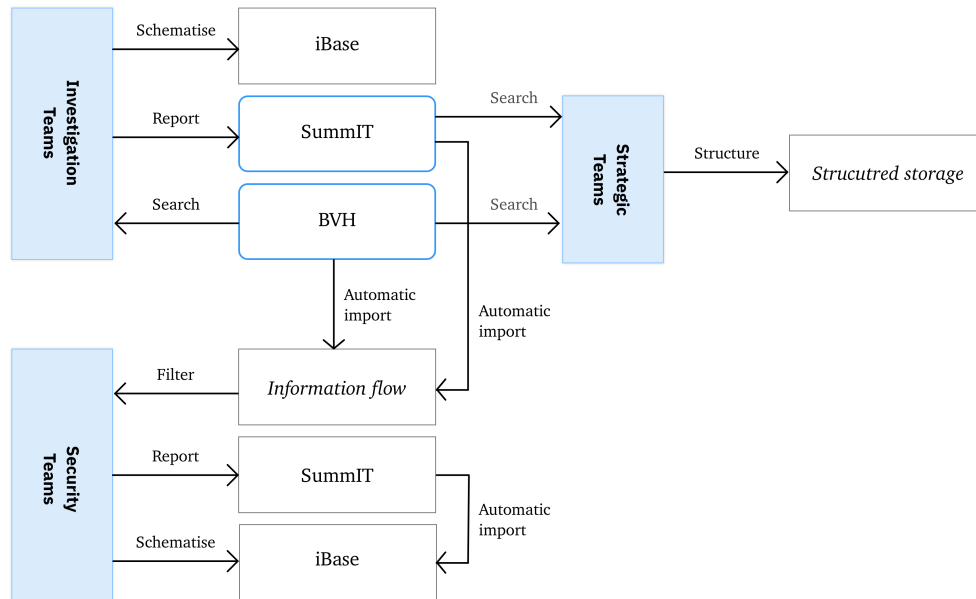 Schematise
iBase
Investigation
Teams
Report
SummIT
Search
Search
BVH
Search
Strategic
Teams
Structure
Strucutred storage
Automatic
import
Automatic
import
Security
Teams
Filter
Information flow
Report
SummIT
Automatic
import
Schematise
iBase